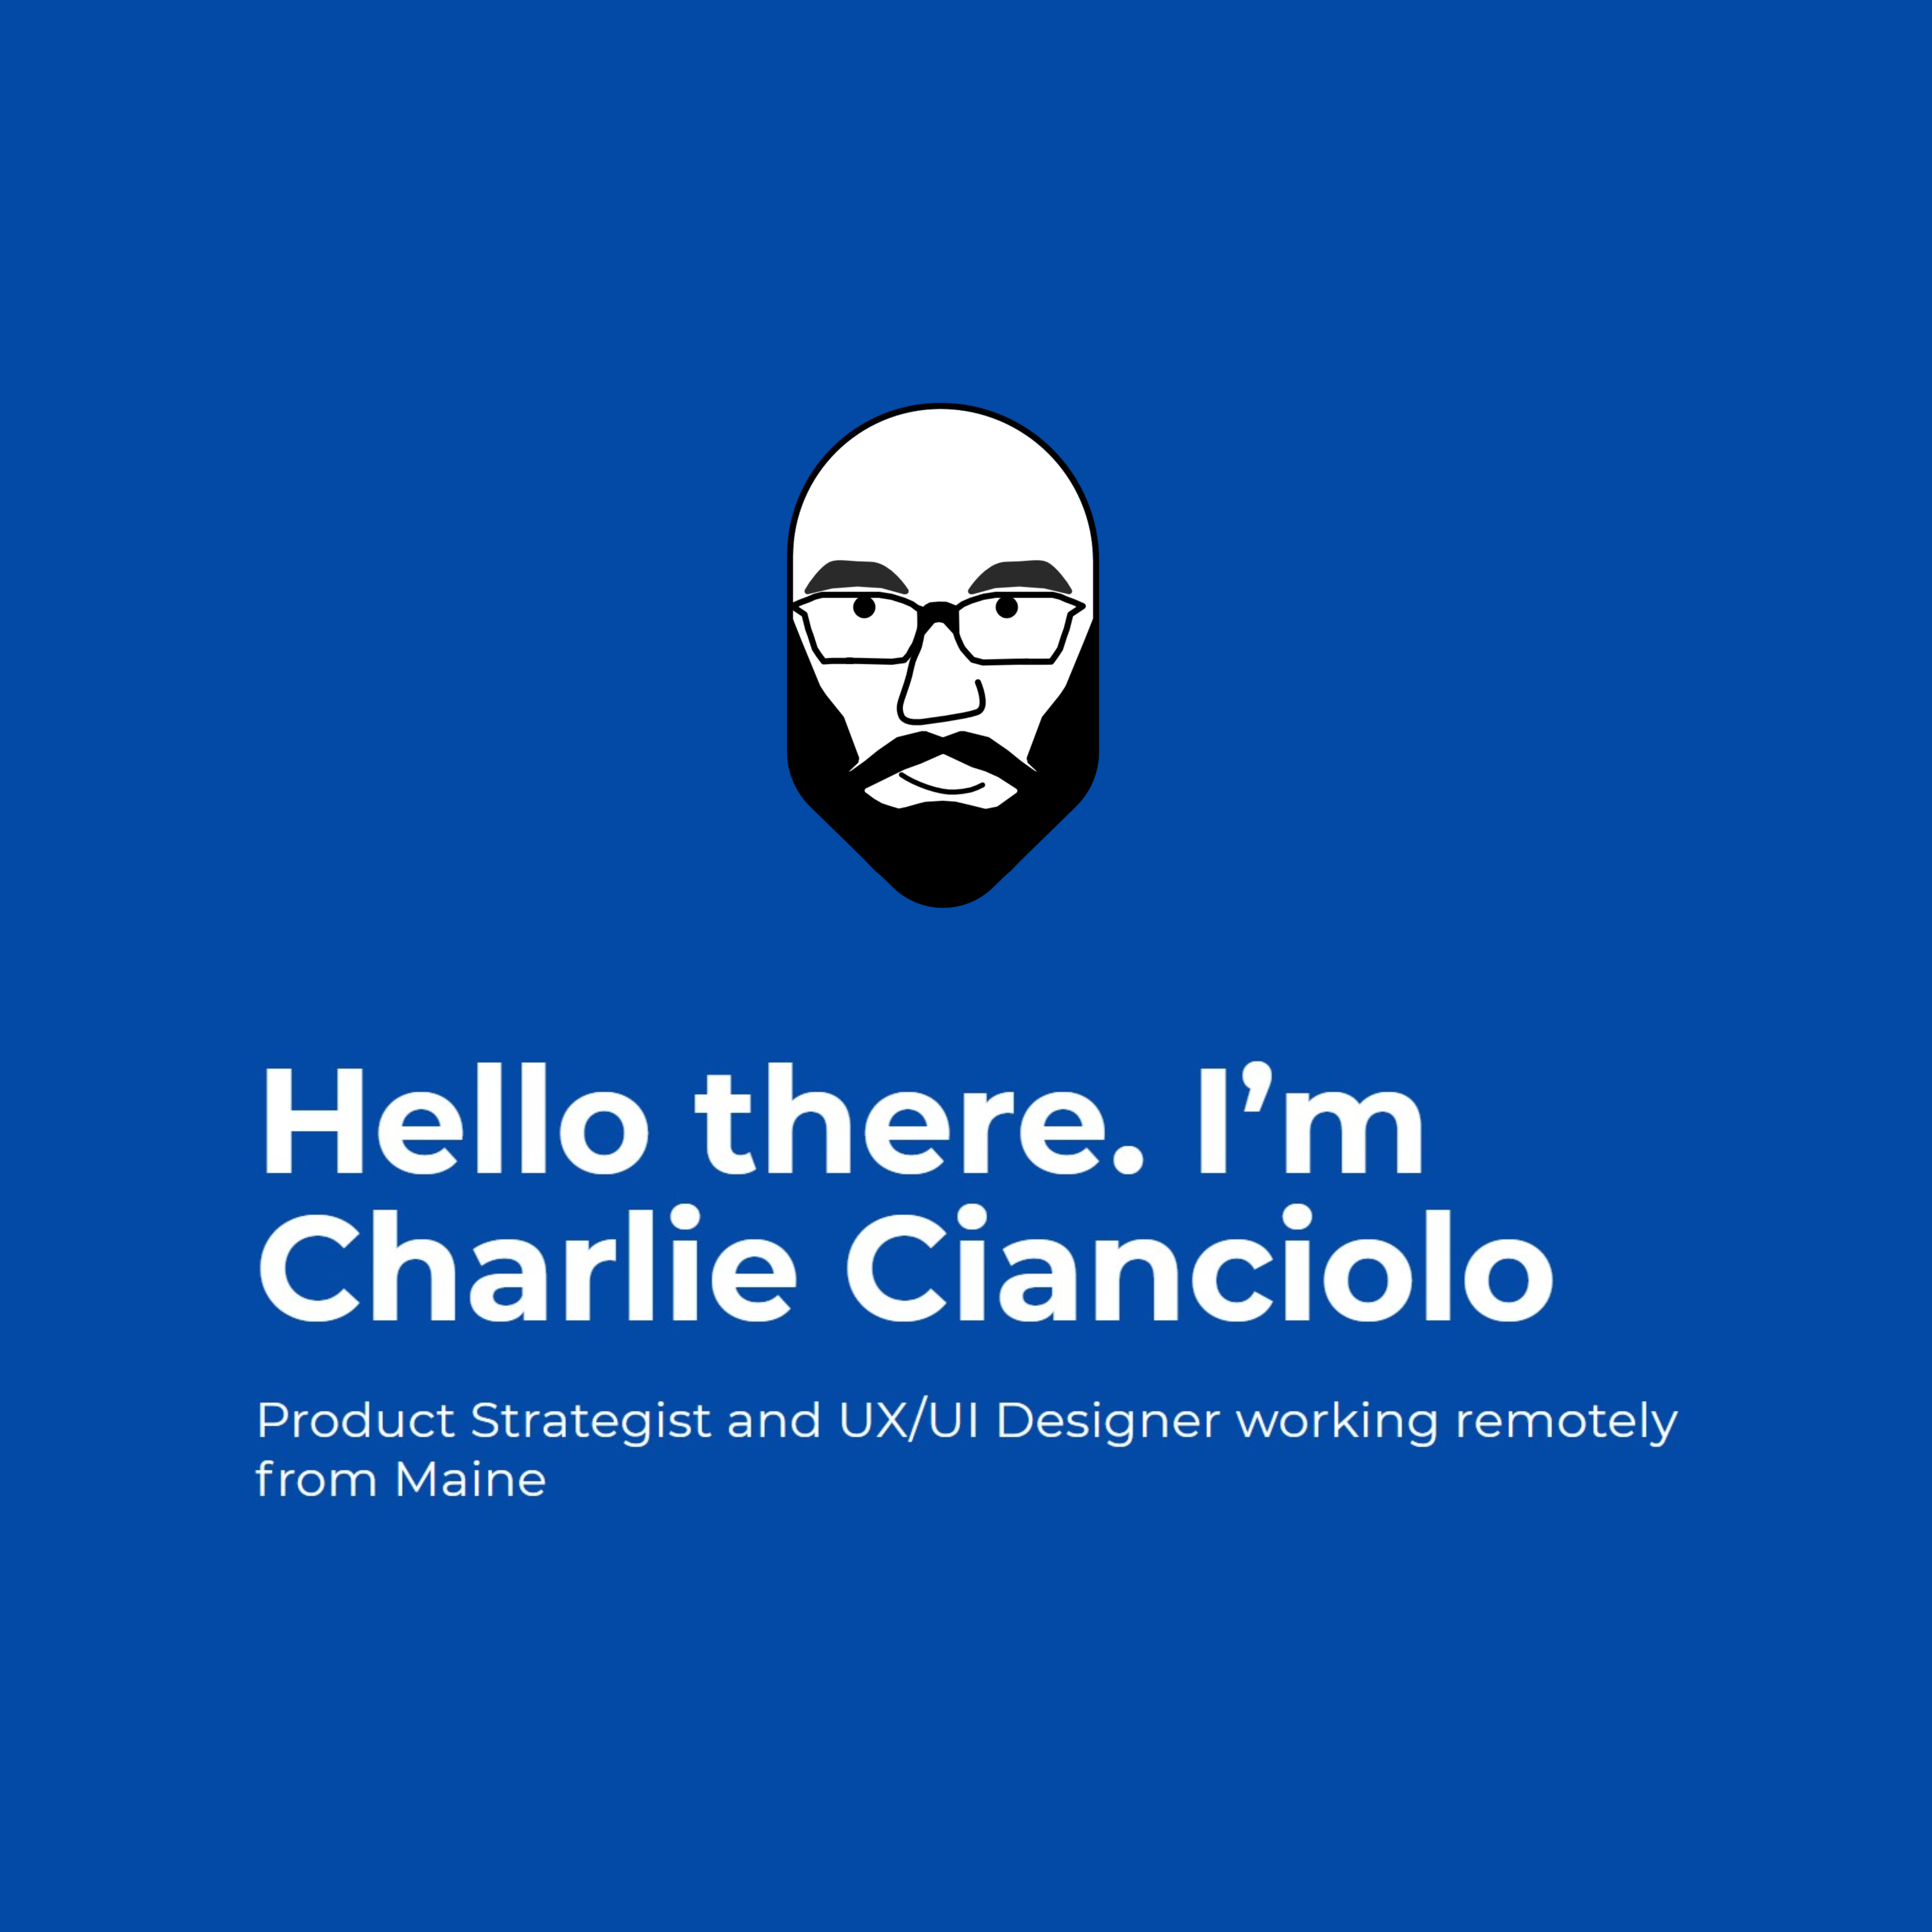 Hello there. I’m
Charlie Cianciolo
Product Strategist and UX/UI Designer working remotely
from Maine